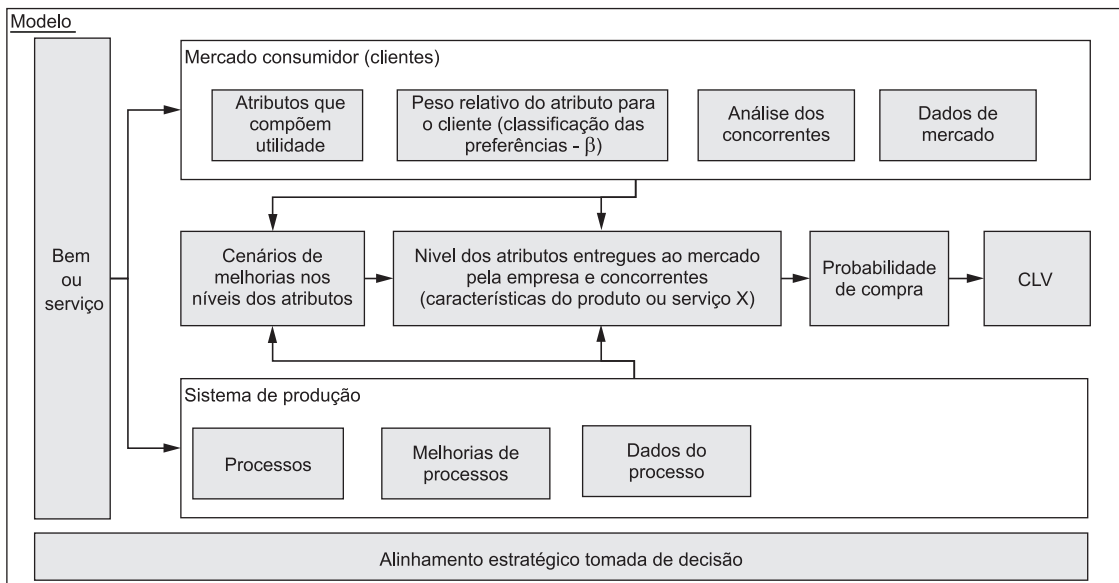 Modelo
Mercado consumidor (clientes)
Atributos que
compõem
utilidade
Peso relativo do atributo para
o cliente (classificação das
preferências - β)
Análise dos
concorrentes
Dados de
mercado
Bem
ou
serviço
Cenários de
melhorias nos
níveis dos atributos
Nivel dos atributos entregues ao mercado
pela empresa e concorrentes
(características do produto ou serviço X)
Probabilidade
de compra
CLV
Sistema de produção
Processos
Melhorias de
processos
Dados do
processo
Alinhamento estratégico tomada de decisão